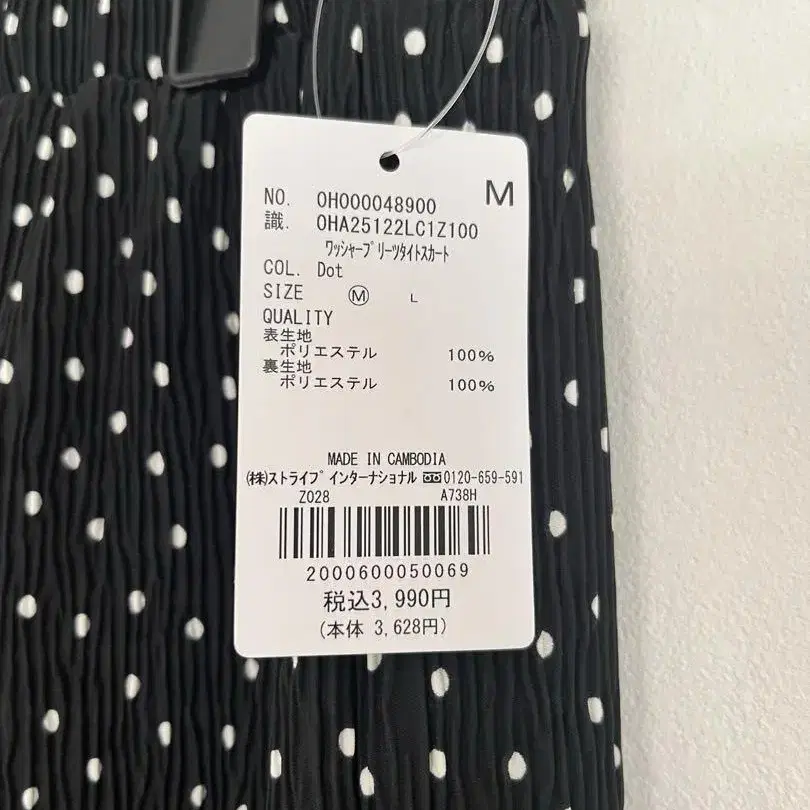 M
NO. OH000048900
識. OHA25122LC1Z100
ﾜｯｼｬｰﾌﾟﾘｰﾂﾀｲﾄｽｶｰﾄ
COL. Dot
SIZE Ⓜ L
QUALITY
表生地
ポリエステル 100%
裏生地
ポリエステル 100%
MADE IN CAMBODIA
(株)ストライプ インターナショナル 0120-659-591
Z028 A738H
2000600050069
税込3,990円
(本体 3,628円)